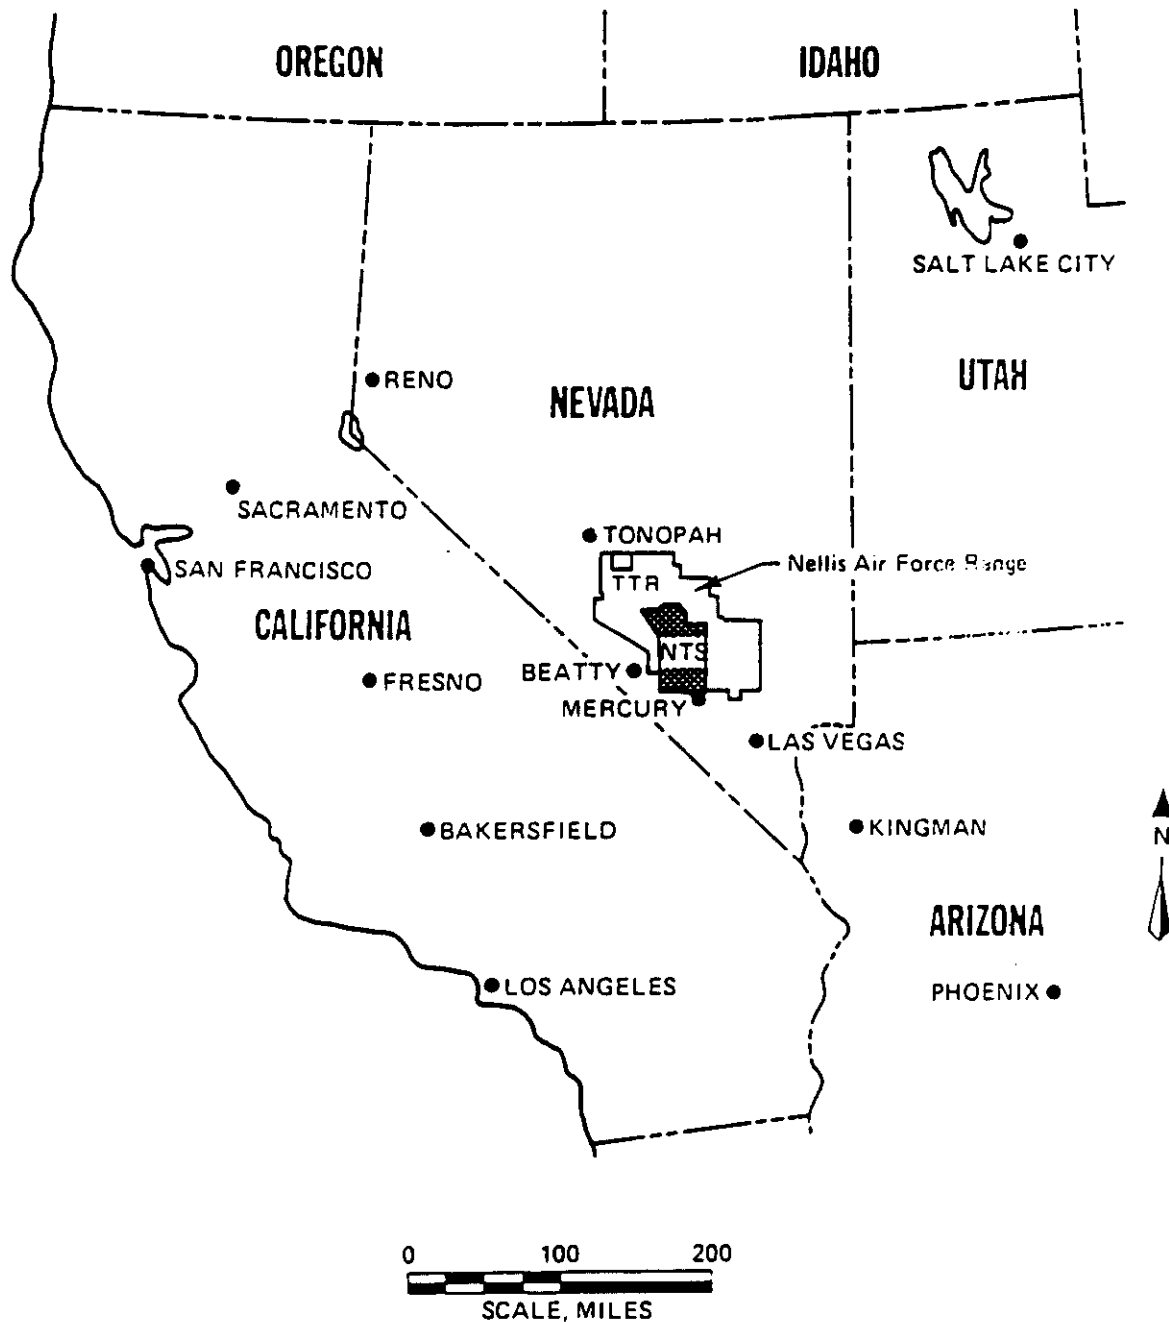 OREGON
IDAHO
SALT LAKE CITY
UTAH
RENO
NEVADA
SACRAMENTO
TONOPAH
Nellis Air Force Range
SAN FRANCISCO
TTR
CALIFORNIA
NTS
BEATTY
FRESNO
MERCURY
LAS VEGAS
BAKERSFIELD
KINGMAN
N
ARIZONA
LOS ANGELES
PHOENIX
0 100 200
SCALE, MILES